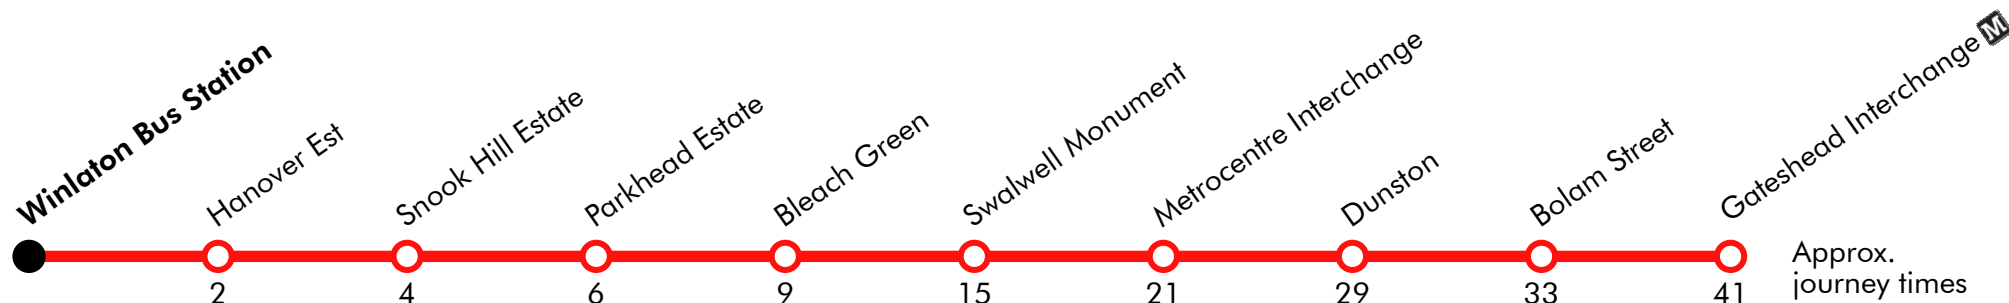 Winlaton Bus Station
Hanover Est
Snook Hill Estate
Parkhead Estate
Bleach Green
Swalwell Monument
Metrocentre Interchange
Dunston
Bolam Street
Gateshead Interchange M
2 4 6 9 15 21 29 33 41
Approx.
journey times